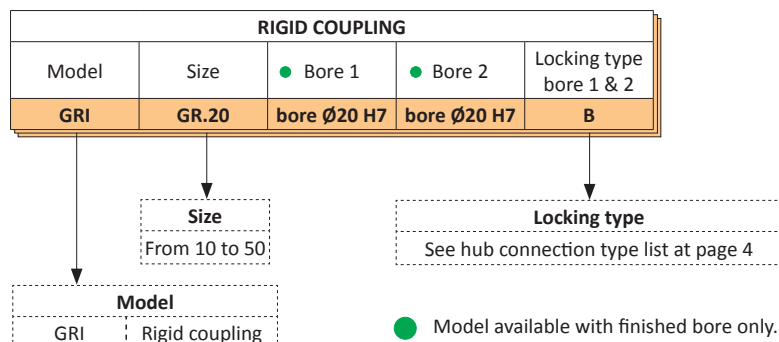 RIGID COUPLING
Model Size Bore 1 Bore 2 Locking type bore 1 & 2
GRI GR.20 bore Ø20 H7 bore Ø20 H7 B
Size
From 10 to 50
Locking type
See hub connection type list at page 4
Model
GRI Rigid coupling
Model available with finished bore only.